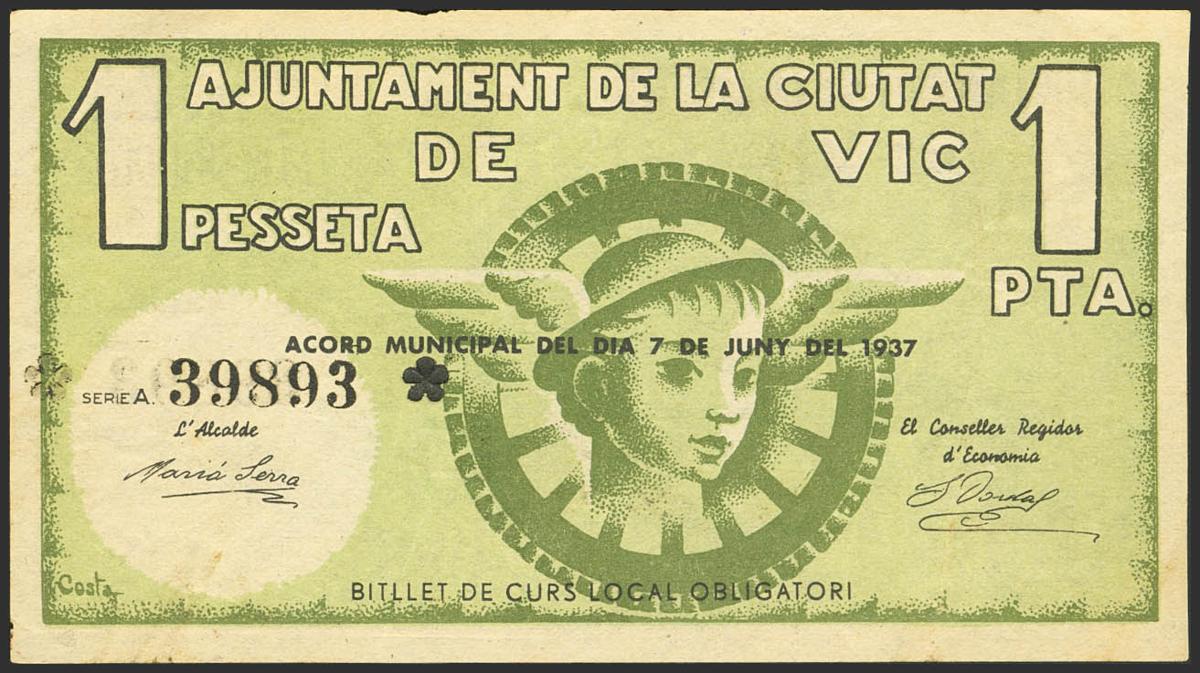 1 AJUNTAMENT DE LA CIUTAT 1
DE VIC
PESSETA
PTA.
ACORD MUNICIPAL DEL DIA 7 DE JUNY DEL 1937
SERIE A. 39893
L'Alcalde
Marià Serra
El Conseller Regidor
d'Economia
J Dordal
BITLLET DE CURS LOCAL OBLIGATORI
Costa